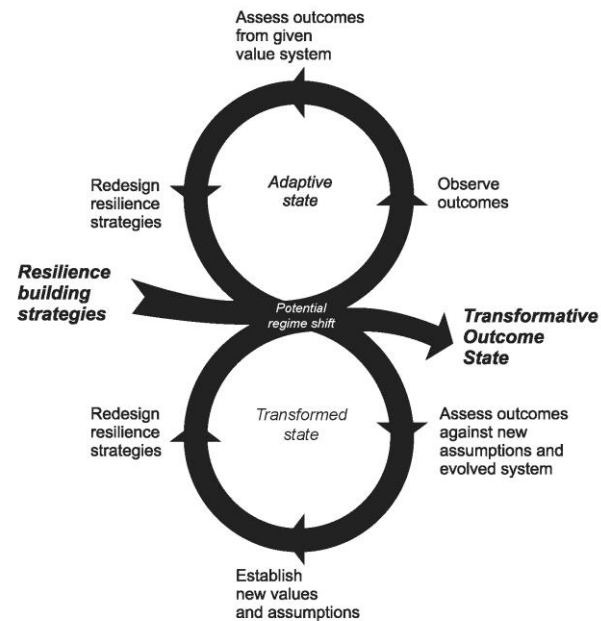 Assess outcomes
from given
value system
Redesign
resilience
strategies
Adaptive
state
Observe
outcomes
Resilience
building
strategies
Potential
regime shift
Transformative
Outcome
State
Redesign
resilience
strategies
Transformed
state
Assess outcomes
against new
assumptions and
evolved system
Establish
new values
and assumptions